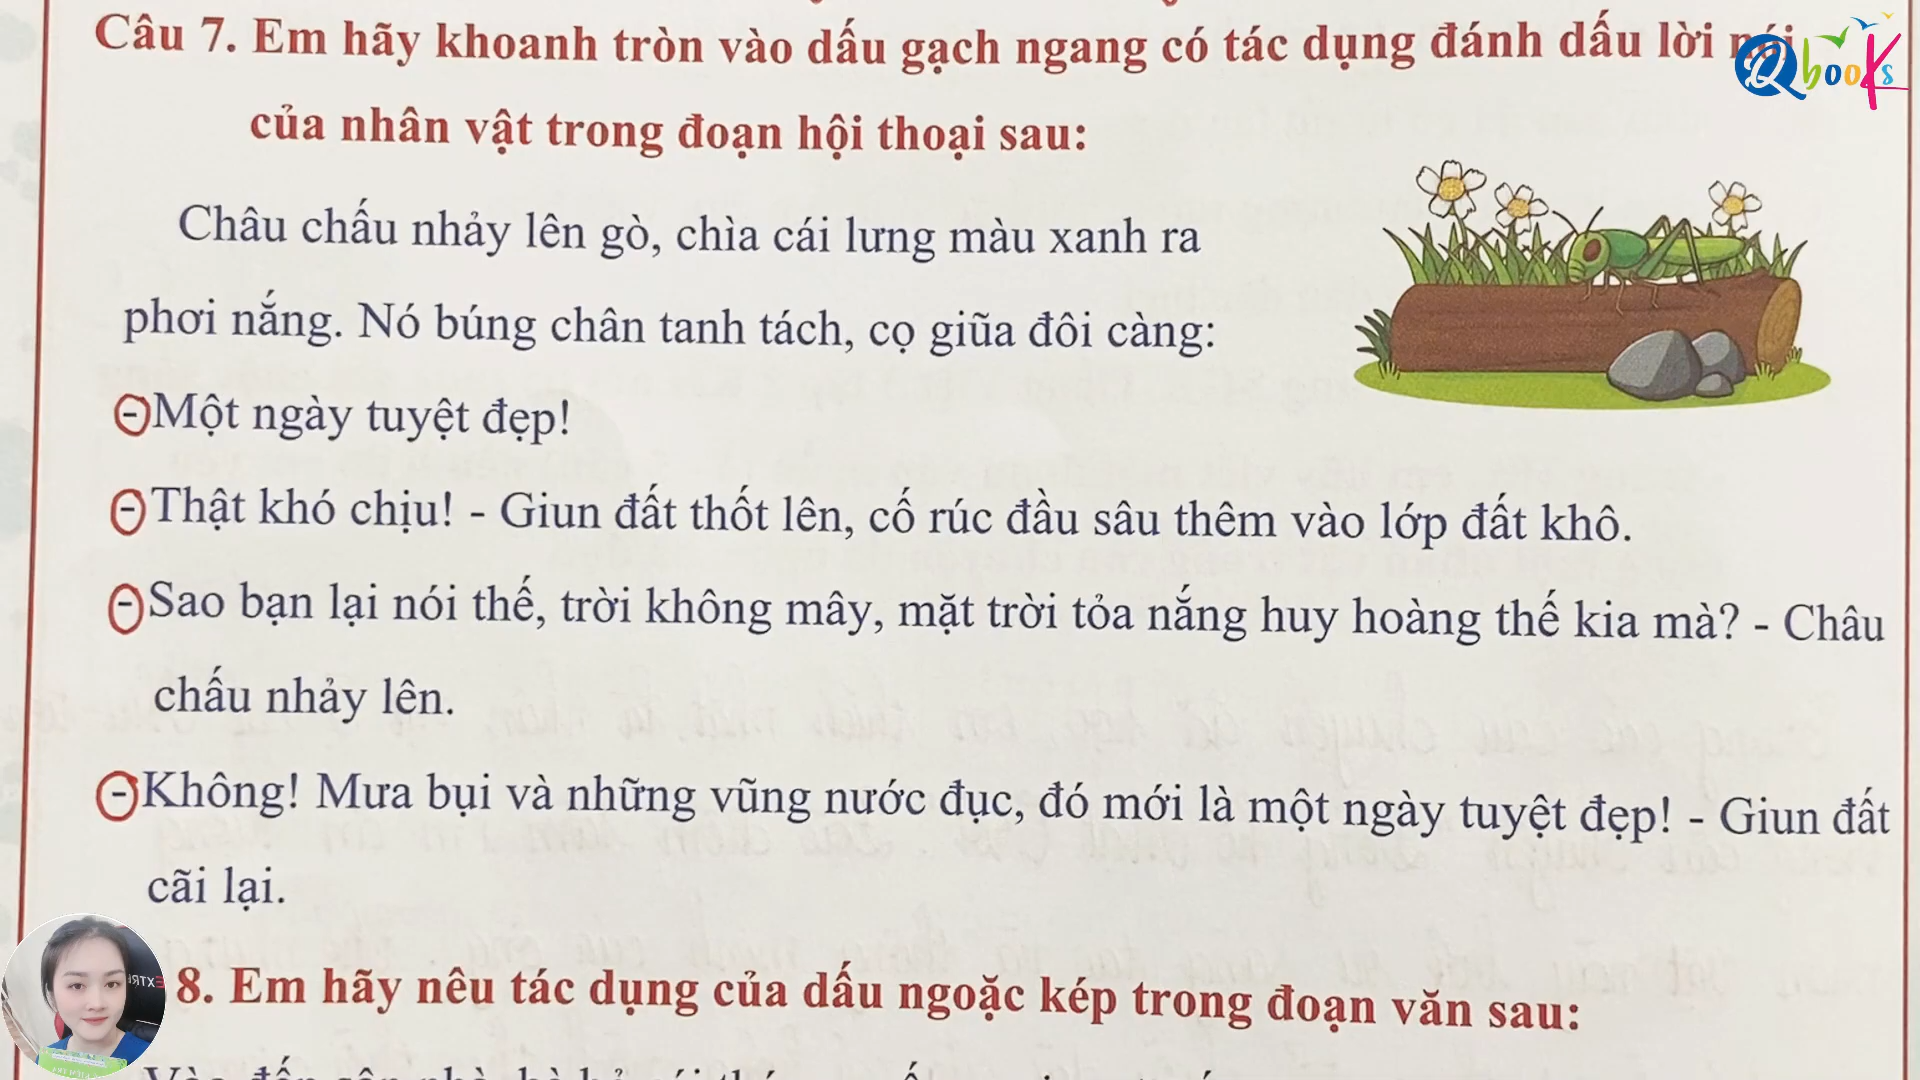 Câu 7. Em hãy khoanh tròn vào dấu gạch ngang có tác dụng đánh dấu lời nói
Qbooks
của nhân vật trong đoạn hội thoại sau:
Châu chấu nhảy lên gò, chìa cái lưng màu xanh ra
phơi nắng. Nó búng chân tanh tách, cọ giũa đôi càng:
- Một ngày tuyệt đẹp!
- Thật khó chịu! - Giun đất thốt lên, cố rúc đầu sâu thêm vào lớp đất khô.
- Sao bạn lại nói thế, trời không mây, mặt trời tỏa nắng huy hoàng thế kia mà? - Châu
chấu nhảy lên.
- Không! Mưa bụi và những vũng nước đục, đó mới là một ngày tuyệt đẹp! - Giun đất
cãi lại.
8. Em hãy nêu tác dụng của dấu ngoặc kép trong đoạn văn sau: